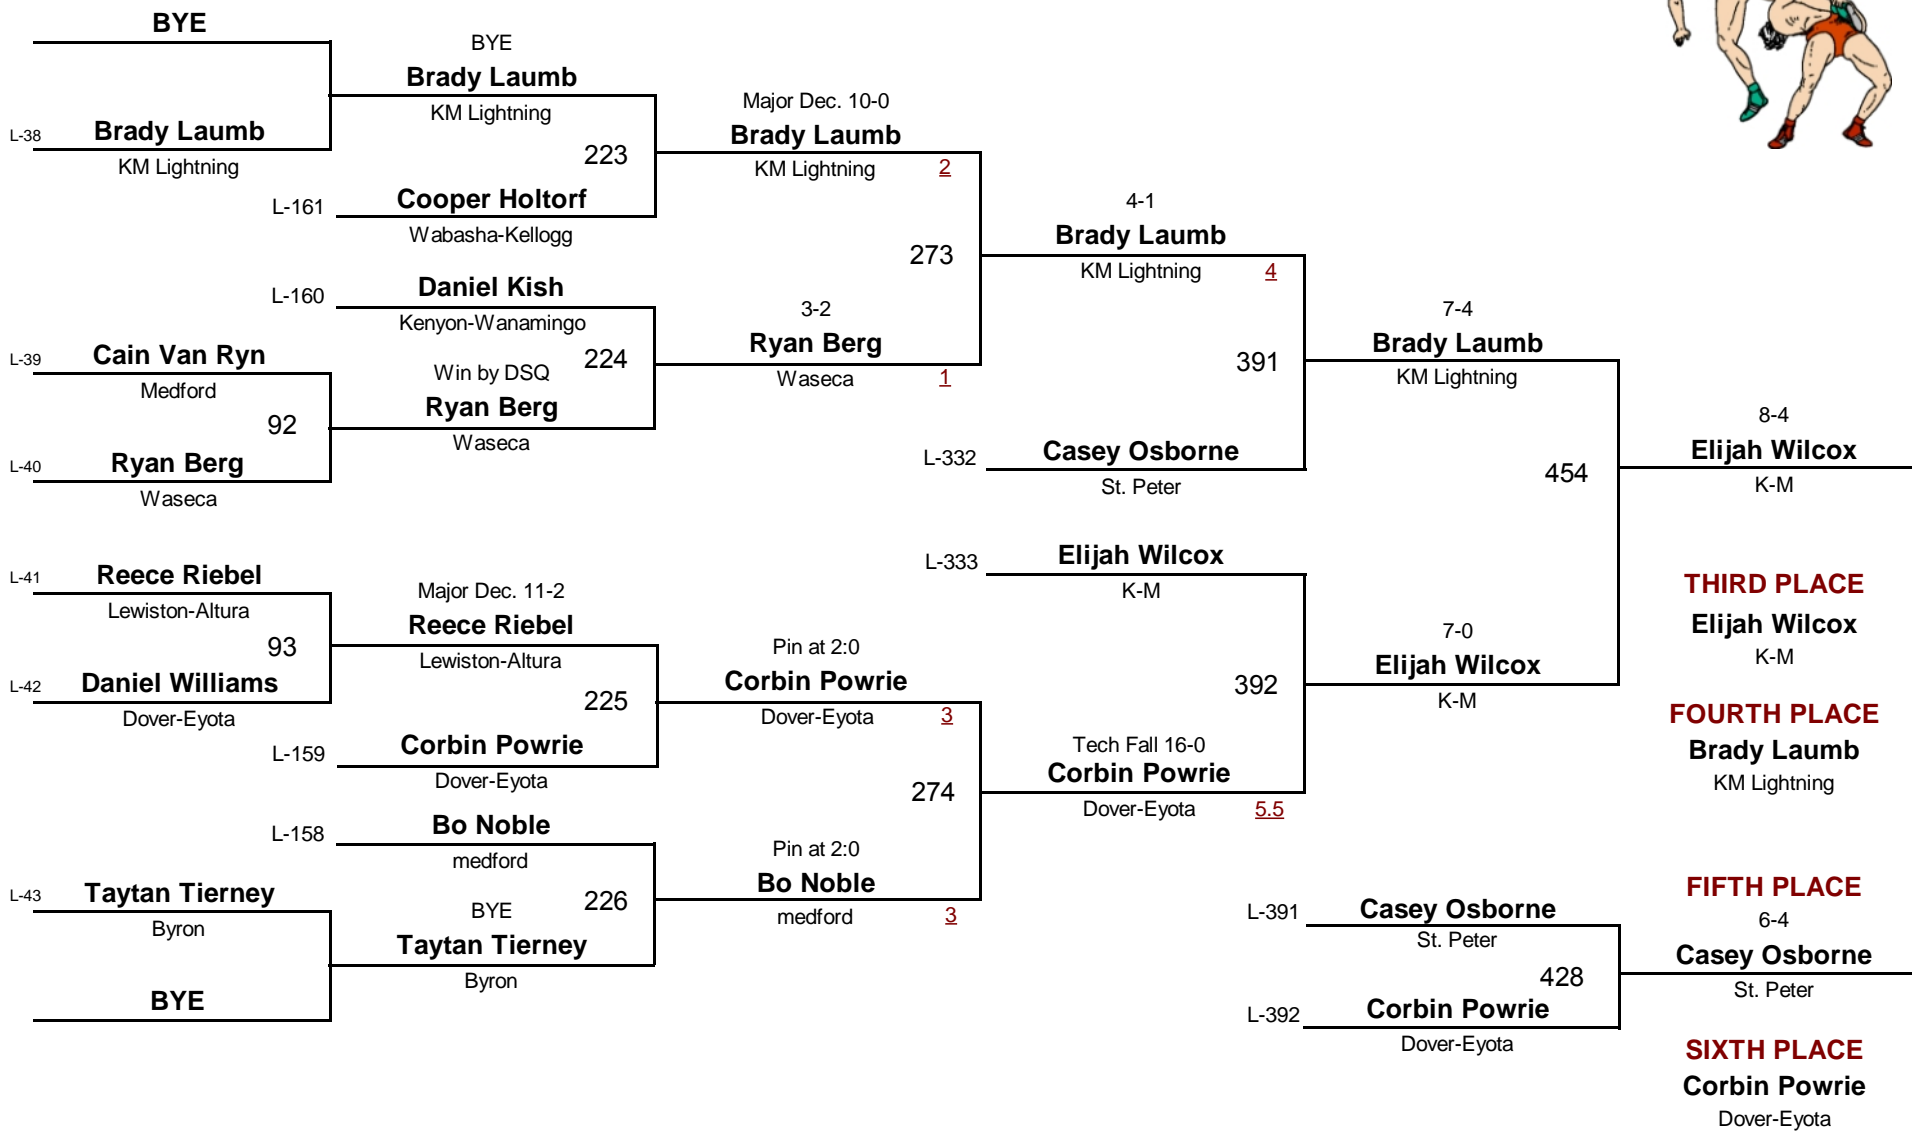 BYE
L-38 Brady Laumb
KM Lightning
L-39 Cain Van Ryn
Medford
92
L-40 Ryan Berg
Waseca
L-41 Reece Riebel
Lewiston-Altura
93
L-42 Daniel Williams
Dover-Eyota
L-43 Taytan Tierney
Byron
BYE
BYE
Brady Laumb
KM Lightning
223
L-161 Cooper Holtorf
Wabasha-Kellogg
L-160 Daniel Kish
Kenyon-Wanamingo
224
Win by DSQ
Ryan Berg
Waseca
Major Dec. 11-2
Reece Riebel
Lewiston-Altura
225
L-159 Corbin Powrie
Dover-Eyota
L-158 Bo Noble
medford
226
BYE
Taytan Tierney
Byron
Major Dec. 10-0
Brady Laumb
KM Lightning 2
273
3-2
Ryan Berg
Waseca 1
Pin at 2:0
Corbin Powrie
Dover-Eyota 3
274
Pin at 2:0
Bo Noble
medford 3
4-1
Brady Laumb
KM Lightning 4
391
L-332 Casey Osborne
St. Peter
L-333 Elijah Wilcox
K-M
392
Tech Fall 16-0
Corbin Powrie
Dover-Eyota 5.5
7-4
Brady Laumb
KM Lightning
454
7-0
Elijah Wilcox
K-M
8-4
Elijah Wilcox
K-M
THIRD PLACE
Elijah Wilcox
K-M
FOURTH PLACE
Brady Laumb
KM Lightning
L-391 Casey Osborne
St. Peter
428
L-392 Corbin Powrie
Dover-Eyota
FIFTH PLACE
6-4
Casey Osborne
St. Peter
SIXTH PLACE
Corbin Powrie
Dover-Eyota